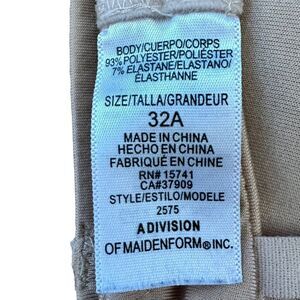 BODY/CUERPO/CORPS
93% POLYESTER/POLIÉSTER
7% ELASTANE/ELASTANO/
ÉLASTHANNE
SIZE/TALLA/GRANDEUR
32A
MADE IN CHINA
HECHO EN CHINA
FABRIQUÉ EN CHINE
RN# 15741
CA#37909
STYLE/ESTILO/MODELE
2575
A DIVISION
OF MAIDENFORM® INC.